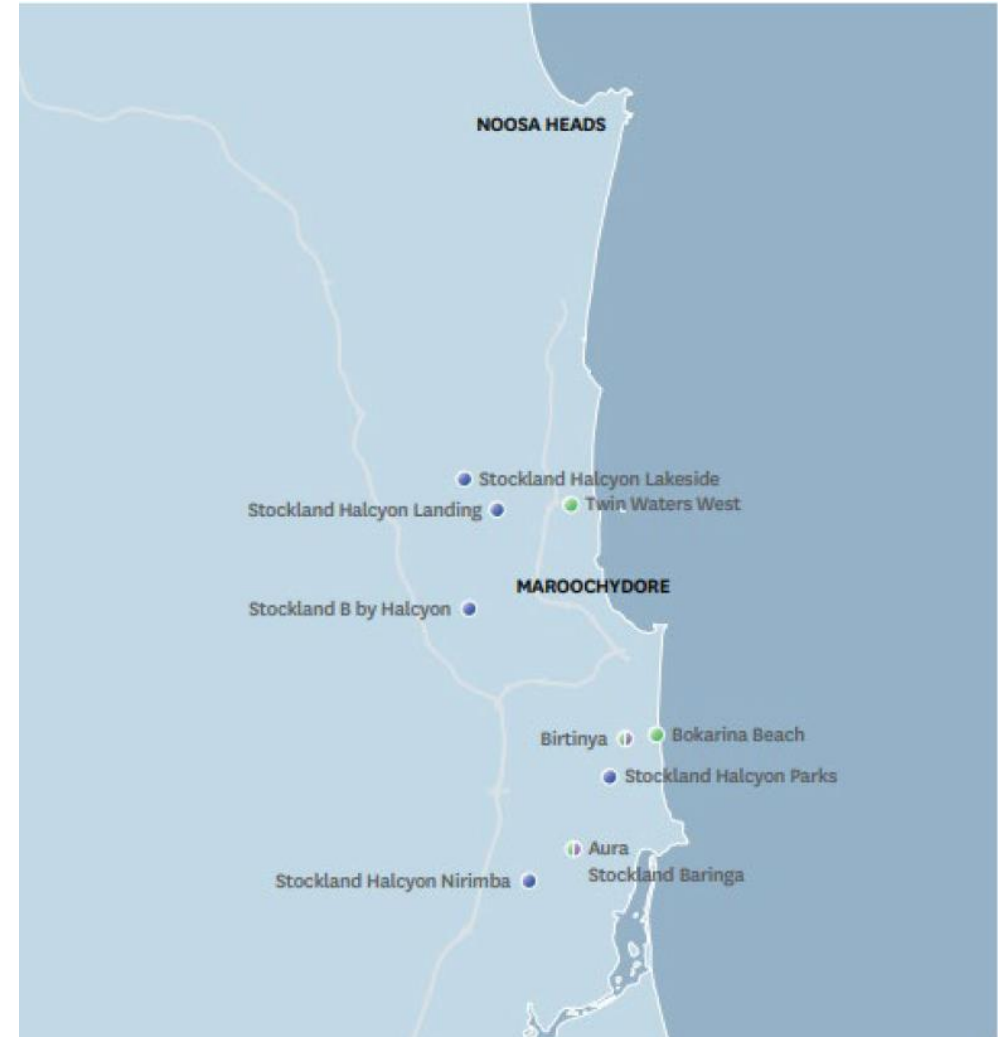 NOOSA HEADS
Stockland Halcyon Lakeside
Twin Waters West
Stockland Halcyon Landing
MAROOCHYDORE
Stockland B by Halcyon
Bokarina Beach
Birtinya
Stockland Halcyon Parks
Aura
Stockland Baringa
Stockland Halcyon Nirimba